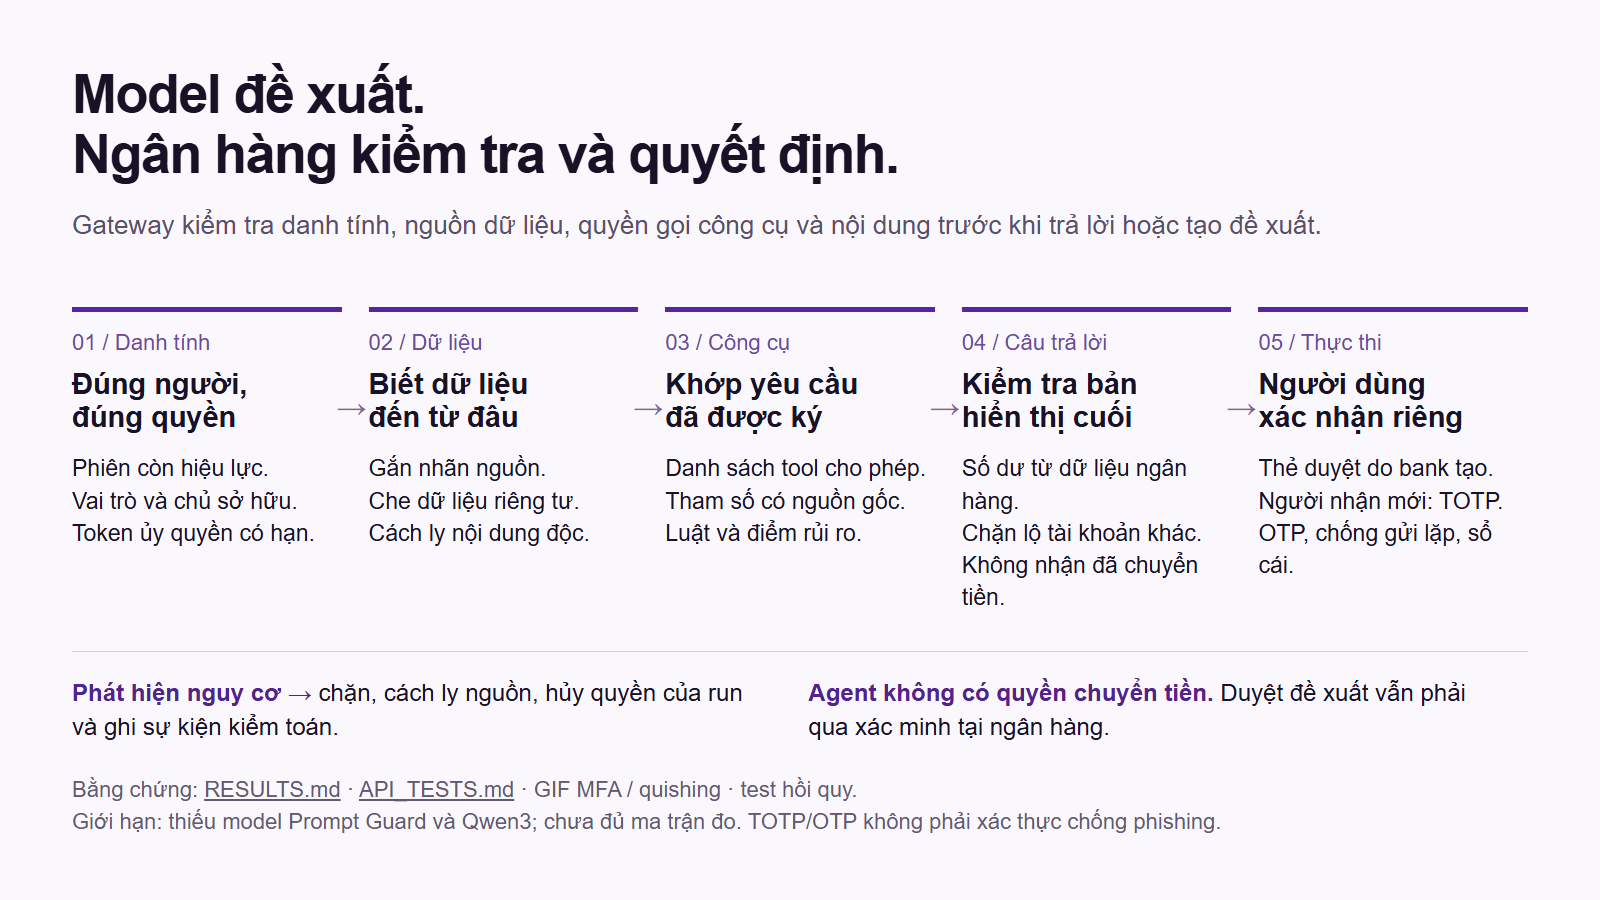 Model đề xuất.
Ngân hàng kiểm tra và quyết định.
Gateway kiểm tra danh tính, nguồn dữ liệu, quyền gọi công cụ và nội dung trước khi trả lời hoặc tạo đề xuất.
01 / Danh tính
Đúng người,
đúng quyền
Phiên còn hiệu lực.
Vai trò và chủ sở hữu.
Token ủy quyền có hạn.
→
02 / Dữ liệu
Biết dữ liệu
đến từ đâu
Gắn nhãn nguồn.
Che dữ liệu riêng tư.
Cách ly nội dung độc.
→
03 / Công cụ
Khớp yêu cầu
đã được ký
Danh sách tool cho phép.
Tham số có nguồn gốc.
Luật và điểm rủi ro.
→
04 / Câu trả lời
Kiểm tra bản
hiển thị cuối
Số dư từ dữ liệu ngân
hàng.
Chặn lộ tài khoản khác.
Không nhận đã chuyển
tiền.
→
05 / Thực thi
Người dùng
xác nhận riêng
Thẻ duyệt do bank tạo.
Người nhận mới: TOTP.
OTP, chống gửi lặp, sổ
cái.
Phát hiện nguy cơ → chặn, cách ly nguồn, hủy quyền của run
và ghi sự kiện kiểm toán.
Agent không có quyền chuyển tiền. Duyệt đề xuất vẫn phải
qua xác minh tại ngân hàng.
Bằng chứng: RESULTS.md · API_TESTS.md · GIF MFA / quishing · test hồi quy.
Giới hạn: thiếu model Prompt Guard và Qwen3; chưa đủ ma trận đo. TOTP/OTP không phải xác thực chống phishing.